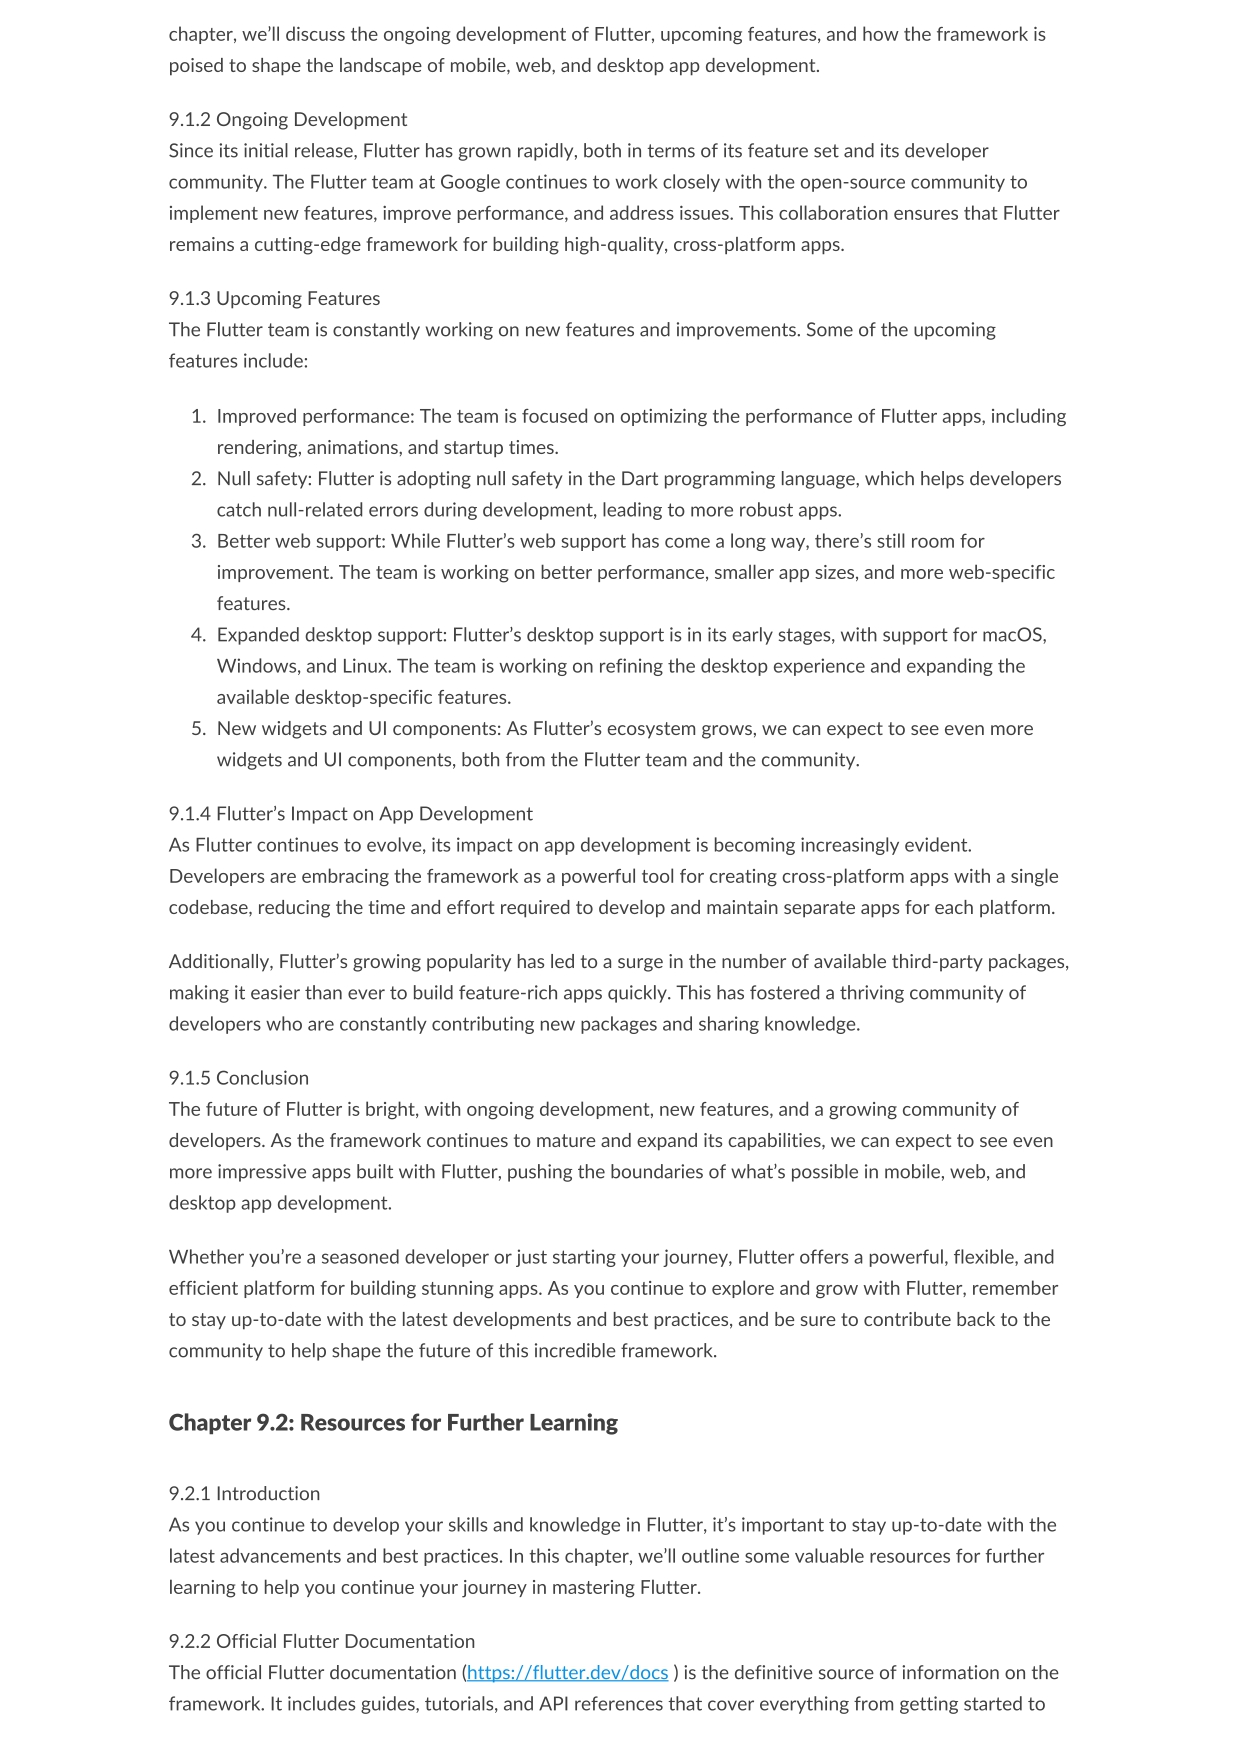 chapter, we’ll discuss the ongoing development of Flutter, upcoming features, and how the framework is
poised to shape the landscape of mobile, web, and desktop app development.
9.1.2 Ongoing Development
Since its initial release, Flutter has grown rapidly, both in terms of its feature set and its developer
community. The Flutter team at Google continues to work closely with the open-source community to
implement new features, improve performance, and address issues. This collaboration ensures that Flutter
remains a cutting-edge framework for building high-quality, cross-platform apps.
9.1.3 Upcoming Features
The Flutter team is constantly working on new features and improvements. Some of the upcoming
features include:
1. Improved performance: The team is focused on optimizing the performance of Flutter apps, including
rendering, animations, and startup times.
2. Null safety: Flutter is adopting null safety in the Dart programming language, which helps developers
catch null-related errors during development, leading to more robust apps.
3. Better web support: While Flutter’s web support has come a long way, there’s still room for
improvement. The team is working on better performance, smaller app sizes, and more web-specific
features.
4. Expanded desktop support: Flutter’s desktop support is in its early stages, with support for macOS,
Windows, and Linux. The team is working on refining the desktop experience and expanding the
available desktop-specific features.
5. New widgets and UI components: As Flutter’s ecosystem grows, we can expect to see even more
widgets and UI components, both from the Flutter team and the community.
9.1.4 Flutter’s Impact on App Development
As Flutter continues to evolve, its impact on app development is becoming increasingly evident.
Developers are embracing the framework as a powerful tool for creating cross-platform apps with a single
codebase, reducing the time and effort required to develop and maintain separate apps for each platform.
Additionally, Flutter’s growing popularity has led to a surge in the number of available third-party packages,
making it easier than ever to build feature-rich apps quickly. This has fostered a thriving community of
developers who are constantly contributing new packages and sharing knowledge.
9.1.5 Conclusion
The future of Flutter is bright, with ongoing development, new features, and a growing community of
developers. As the framework continues to mature and expand its capabilities, we can expect to see even
more impressive apps built with Flutter, pushing the boundaries of what’s possible in mobile, web, and
desktop app development.
Whether you’re a seasoned developer or just starting your journey, Flutter offers a powerful, flexible, and
efficient platform for building stunning apps. As you continue to explore and grow with Flutter, remember
to stay up-to-date with the latest developments and best practices, and be sure to contribute back to the
community to help shape the future of this incredible framework.
Chapter 9.2: Resources for Further Learning
9.2.1 Introduction
As you continue to develop your skills and knowledge in Flutter, it’s important to stay up-to-date with the
latest advancements and best practices. In this chapter, we’ll outline some valuable resources for further
learning to help you continue your journey in mastering Flutter.
9.2.2 Official Flutter Documentation
The official Flutter documentation (https://flutter.dev/docs ) is the definitive source of information on the
framework. It includes guides, tutorials, and API references that cover everything from getting started to